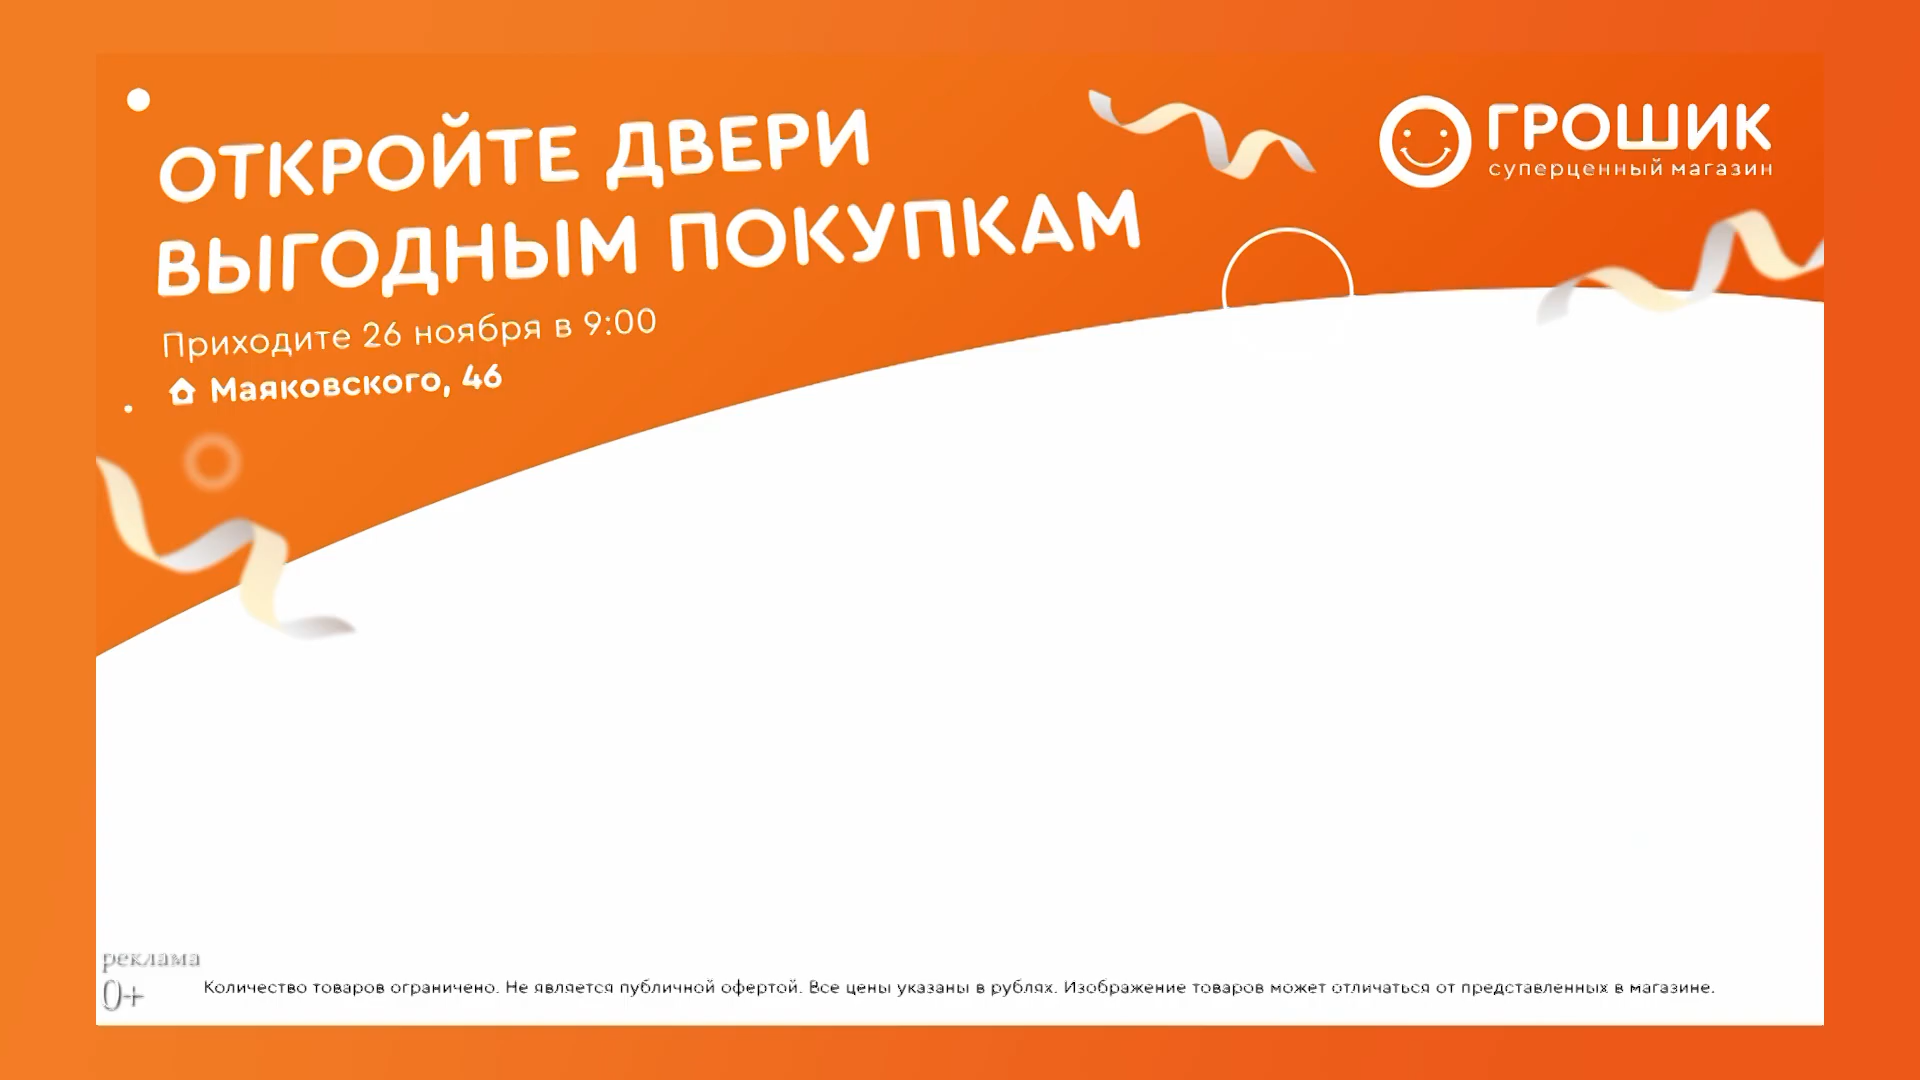 ОТКРОЙТЕ ДВЕРИ
ВЫГОДНЫМ ПОКУПКАМ
Приходите 26 ноября в 9:00
Маяковского, 46
ГРОШИК
суперценный магазин
реклама
0+
Количество товаров ограничено. Не является публичной офертой. Все цены указаны в рублях. Изображение товаров может отличаться от представленных в магазине.